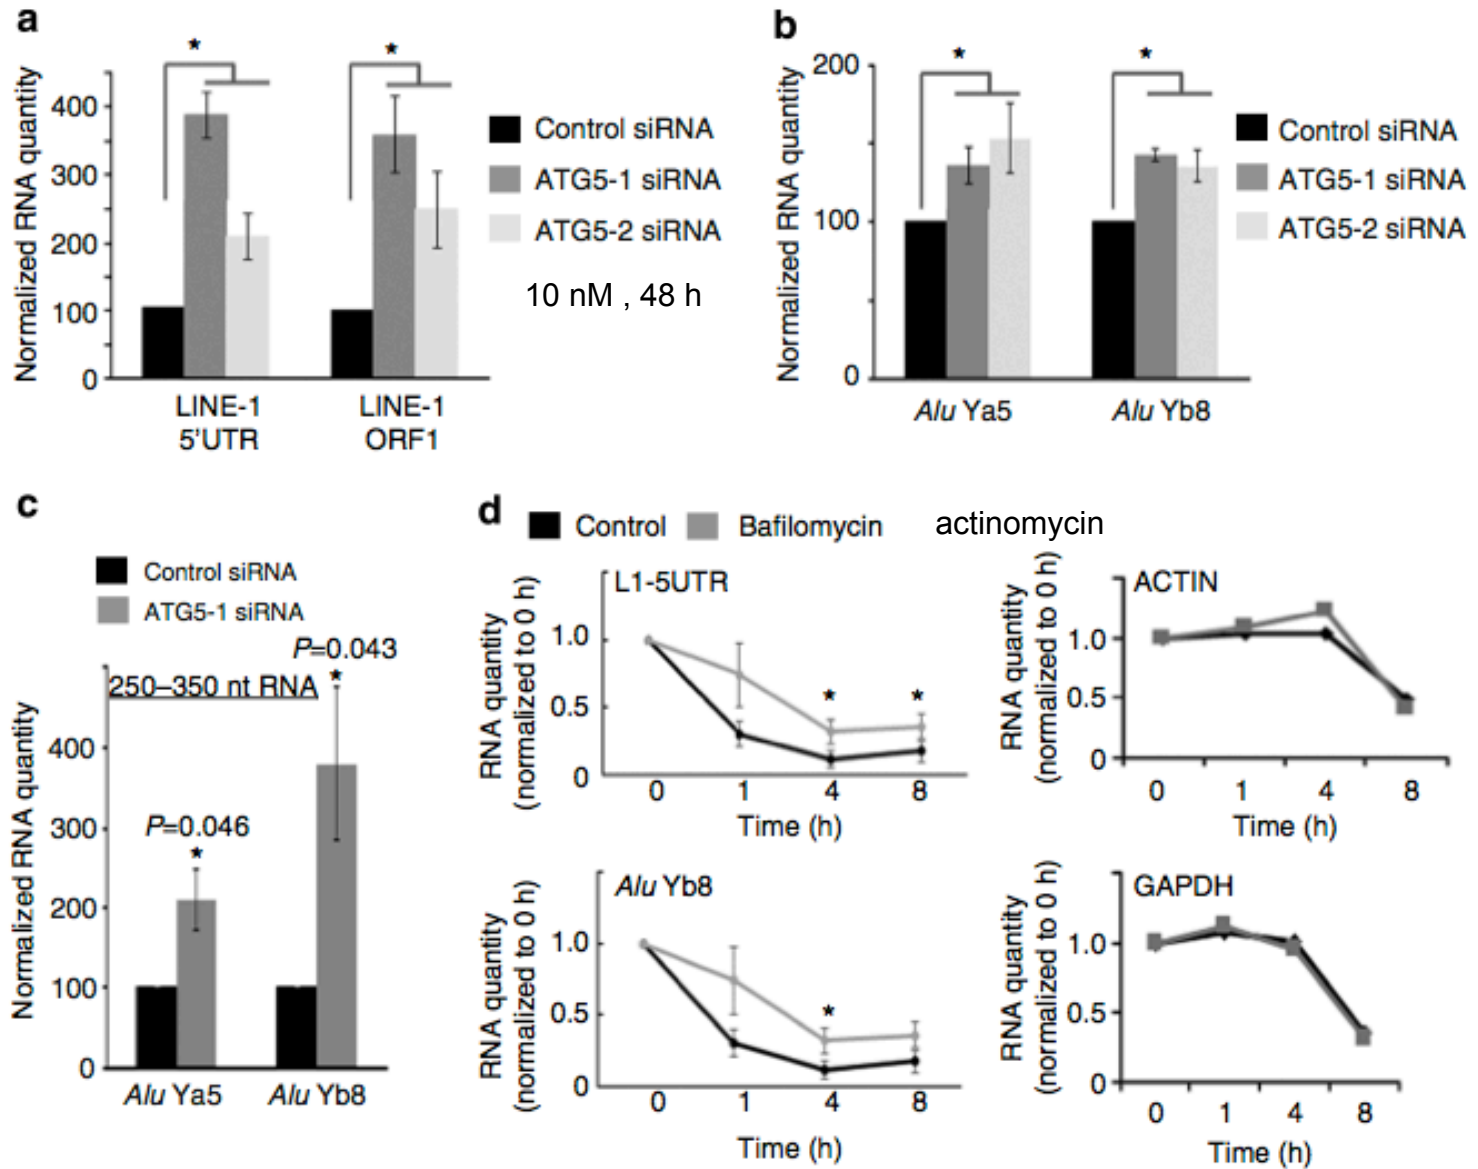 a
Normalized RNA quantity
400
300
200
100
0
*
*
LINE-1
5'UTR
LINE-1
ORF1
Control siRNA
ATG5-1 siRNA
ATG5-2 siRNA
10 nM , 48 h
b
Normalized RNA quantity
200
100
0
*
*
Alu Ya5
Alu Yb8
Control siRNA
ATG5-1 siRNA
ATG5-2 siRNA
c
Control siRNA
ATG5-1 siRNA
P=0.043
*
250–350 nt RNA
P=0.046
*
Normalized RNA quantity
400
300
200
100
0
Alu Ya5
Alu Yb8
d
Control
Bafilomycin
actinomycin
L1-5UTR
RNA quantity
(normalized to 0 h)
1.0
0.5
0
*
*
0 1 4 8
Time (h)
ACTIN
RNA quantity
(normalized to 0 h)
1.0
0.5
0
0 1 4 8
Time (h)
Alu Yb8
RNA quantity
(normalized to 0 h)
1.0
0.5
0
*
0 1 4 8
Time (h)
GAPDH
RNA quantity
(normalized to 0 h)
1.0
0.5
0
0 1 4 8
Time (h)